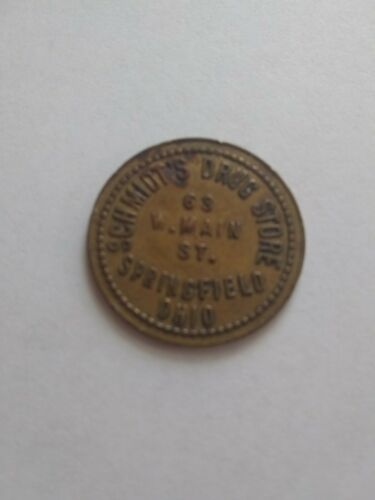 SCHMIDT'S DRUG STORE
63
W. MAIN
ST.
SPRINGFIELD
OHIO